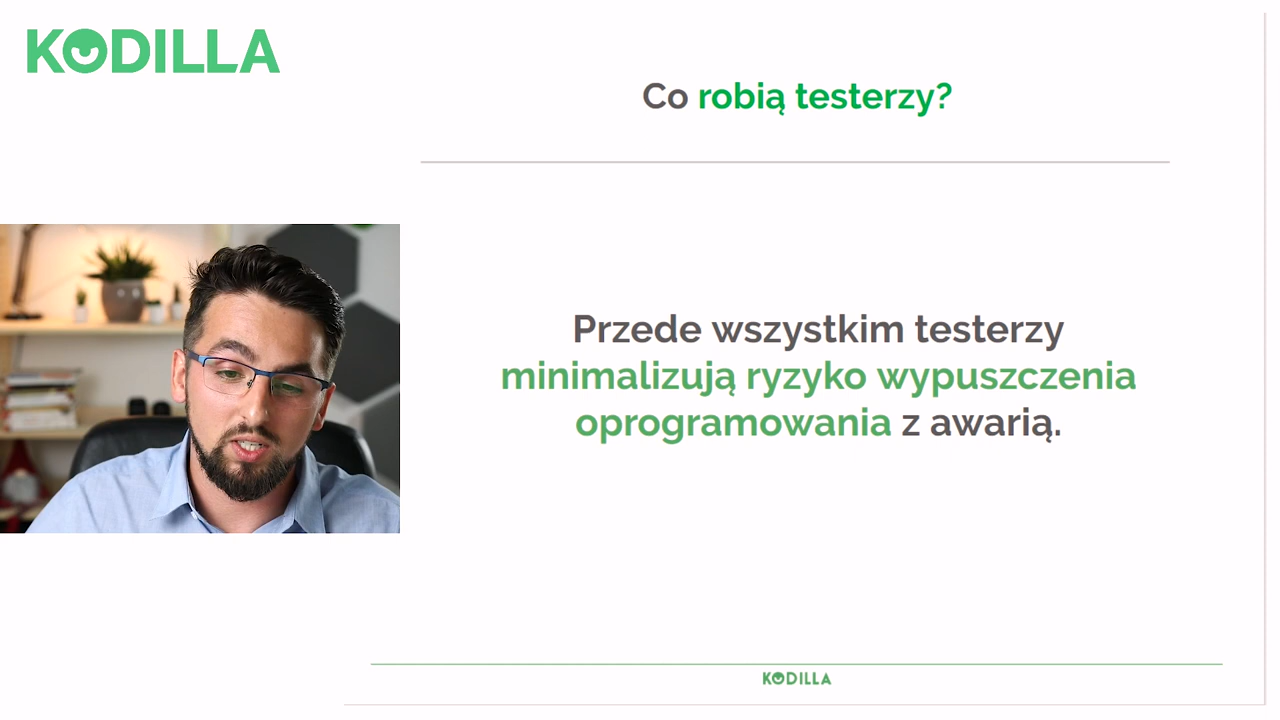 KODILLA
Co robią testerzy?
Przede wszystkim testerzy
minimalizują ryzyko wypuszczenia
oprogramowania z awarią.
KODILLA